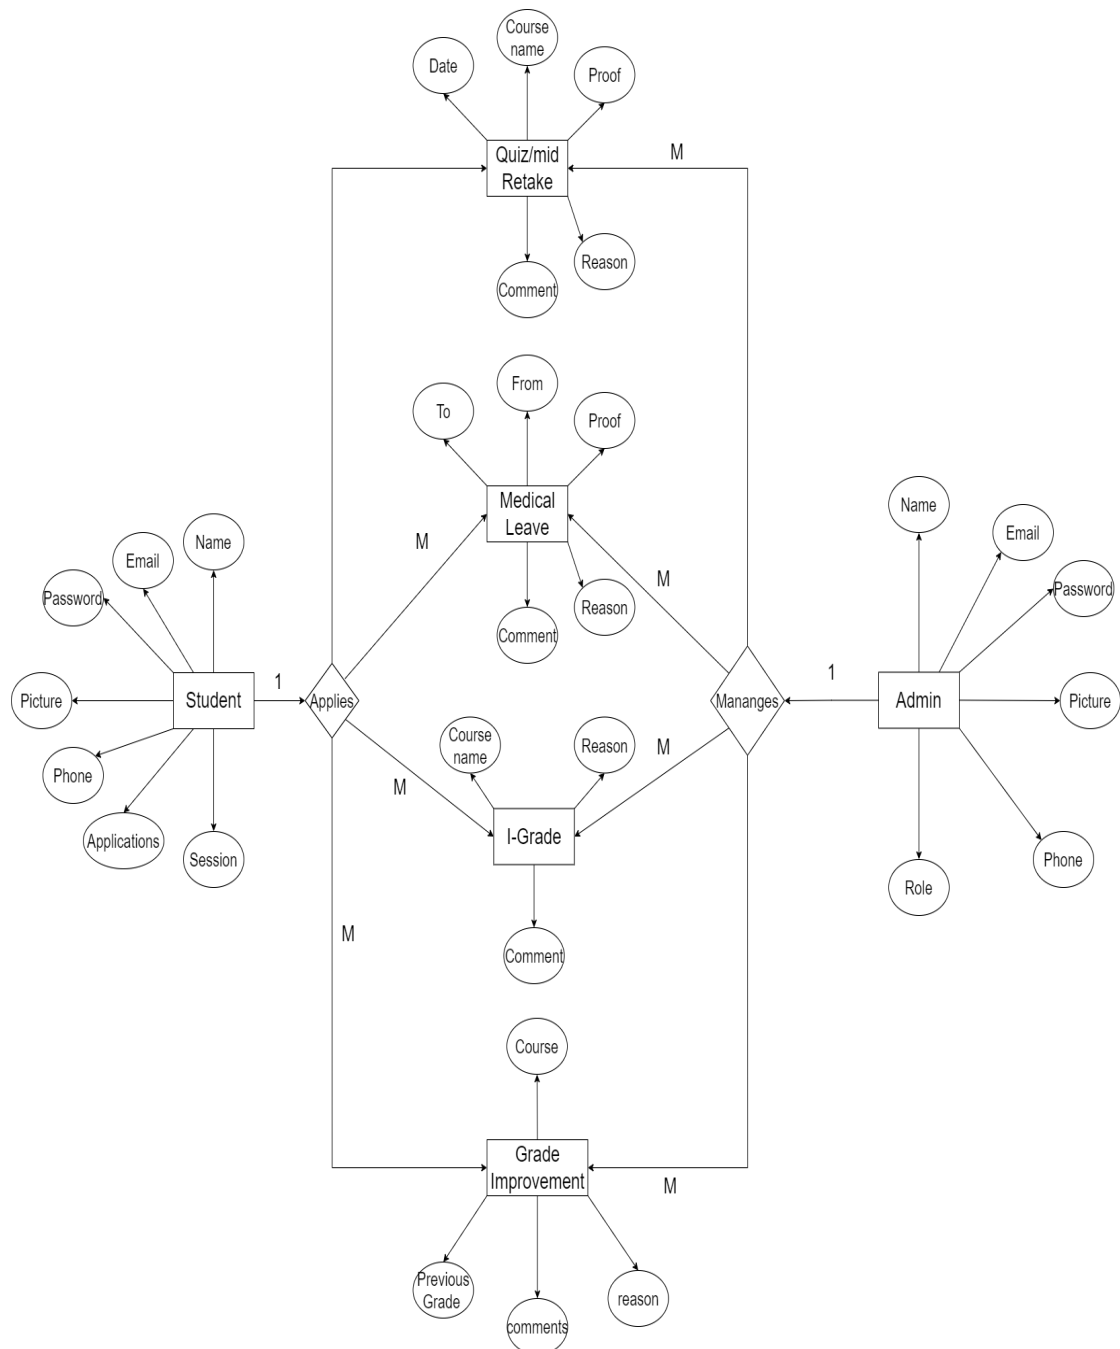 Course
name
Date
Proof
Quiz/mid
Retake
M
Reason
Comment
From
To
Proof
Medical
Leave
M
M
Reason
Comment
Name
Email
Password
Picture
Student
1
Applies
Phone
Applications
Session
Name
Email
Password
Mananges
1
Admin
Picture
Phone
Role
Course
name
Reason
M
M
I-Grade
Comment
M
Course
Grade
Improvement
M
Previous
Grade
comments
reason